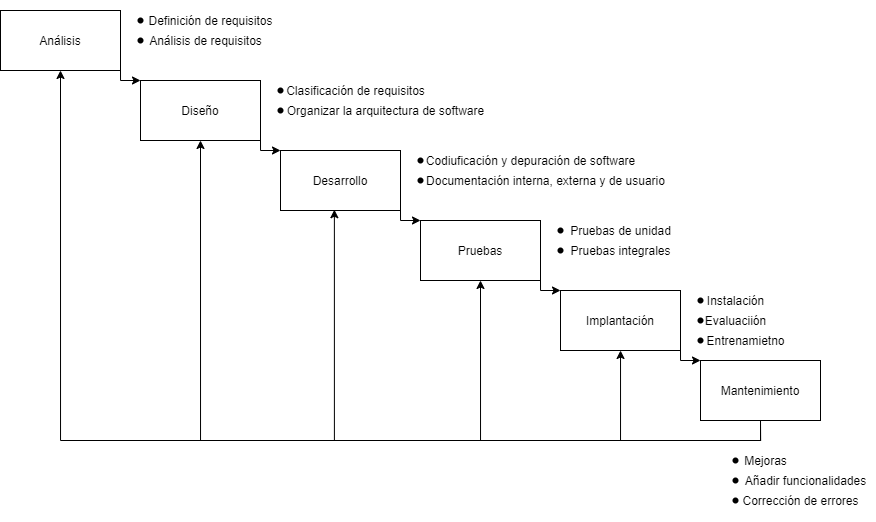 Análisis
● Definición de requisitos
● Análisis de requisitos
Diseño
● Clasificación de requisitos
● Organizar la arquitectura de software
Desarrollo
● Codiuficación y depuración de software
● Documentación interna, externa y de usuario
Pruebas
● Pruebas de unidad
● Pruebas integrales
Implantación
● Instalación
● Evaluaciión
● Entrenamietno
Mantenimiento
● Mejoras
● Añadir funcionalidades
● Corrección de errores